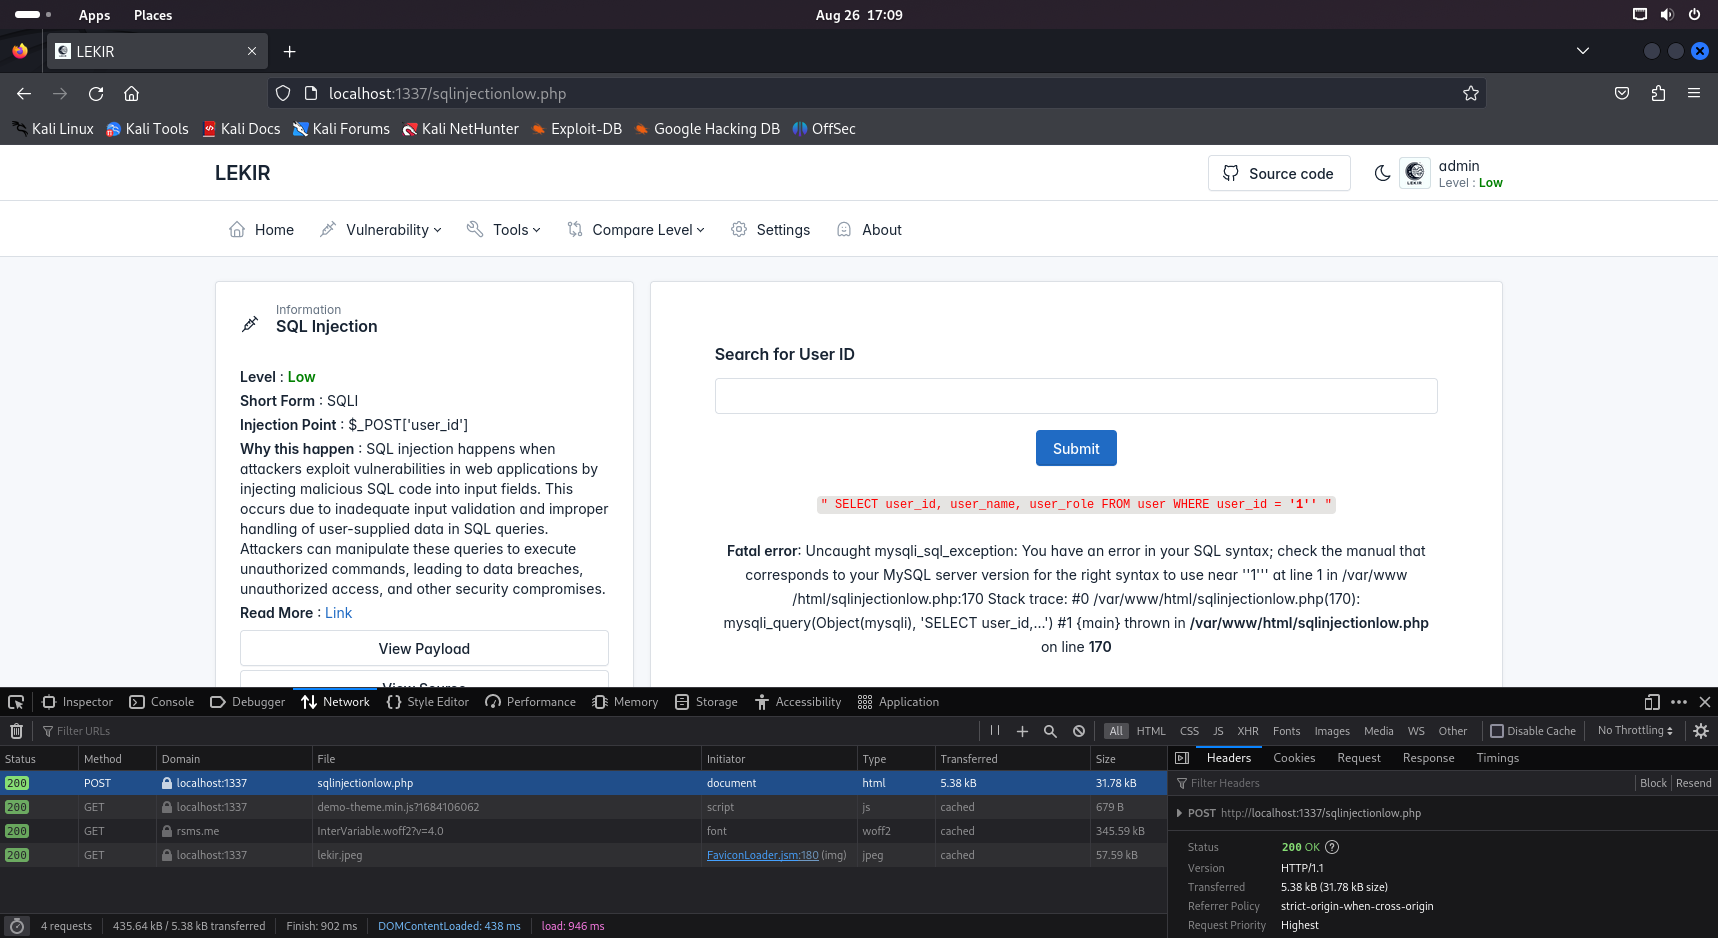 Apps Places Aug 26 17:09
LEKIR
localhost:1337/sqlinjectionlow.php
Kali Linux Kali Tools Kali Docs Kali Forums Kali NetHunter Exploit-DB Google Hacking DB OffSec
LEKIR Source code admin
Level : Low
Home Vulnerability Tools Compare Level Settings About
Information
SQL Injection
Level : Low
Short Form : SQLI
Injection Point : $_POST['user_id']
Why this happen : SQL injection happens when
attackers exploit vulnerabilities in web applications by
injecting malicious SQL code into input fields. This
occurs due to inadequate input validation and improper
handling of user-supplied data in SQL queries.
Attackers can manipulate these queries to execute
unauthorized commands, leading to data breaches,
unauthorized access, and other security compromises.
Read More : Link
View Payload
View Source
Search for User ID
Submit
" SELECT user_id, user_name, user_role FROM user WHERE user_id = '1'' "
Fatal error: Uncaught mysqli_sql_exception: You have an error in your SQL syntax; check the manual that
corresponds to your MySQL server version for the right syntax to use near ''1''' at line 1 in /var/www
/html/sqlinjectionlow.php:170 Stack trace: #0 /var/www/html/sqlinjectionlow.php(170):
mysqli_query(Object(mysqli), 'SELECT user_id,...') #1 {main} thrown in /var/www/html/sqlinjectionlow.php
on line 170
Inspector Console Debugger Network Style Editor Performance Memory Storage Accessibility Application
Filter URLs All HTML CSS JS XHR Fonts Images Media WS Other Disable Cache No Throttling
Status Method Domain File Initiator Type Transferred Size
200 POST localhost:1337 sqlinjectionlow.php document html 5.38 kB 31.78 kB
200 GET localhost:1337 demo-theme.min.js?1684106062 script js cached 679 B
200 GET rsms.me InterVariable.woff2?v=4.0 font woff2 cached 345.59 kB
200 GET localhost:1337 lekir.jpeg FaviconLoader.jsm:180 (img) jpeg cached 57.59 kB
4 requests 435.64 kB / 5.38 kB transferred Finish: 902 ms DOMContentLoaded: 438 ms load: 946 ms
Headers Cookies Request Response Timings
Filter Headers Block Resend
POST http://localhost:1337/sqlinjectionlow.php
Status 200 OK ?
Version HTTP/1.1
Transferred 5.38 kB (31.78 kB size)
Referrer Policy strict-origin-when-cross-origin
Request Priority Highest